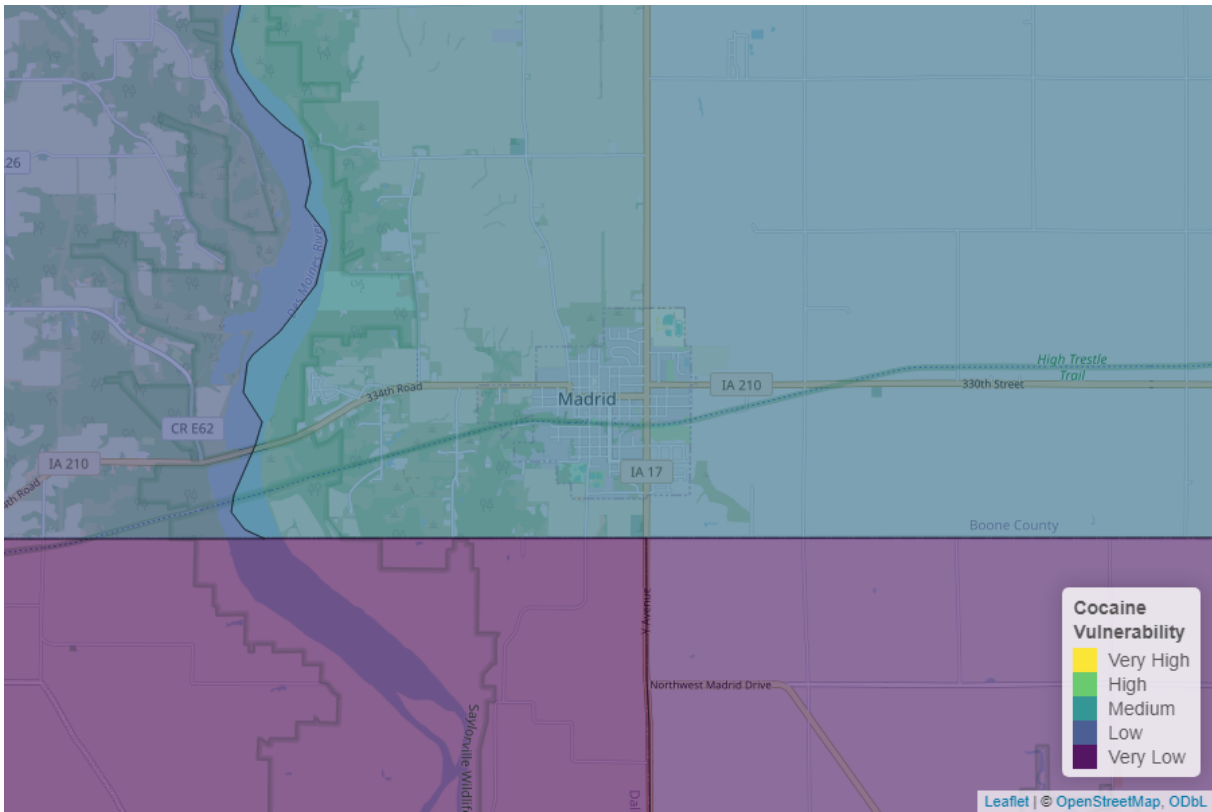 26
Des Moines River
High Trestle
Trail
334th Road
IA 210
330th Street
Madrid
CR E62
IA 210
IA 17
Boone County
Y Avenue
Northwest Madrid Drive
Cocaine
Vulnerability
Very High
High
Medium
Low
Very Low
Saylorville Wildlif
Dal
Leaflet | © OpenStreetMap, ODbL